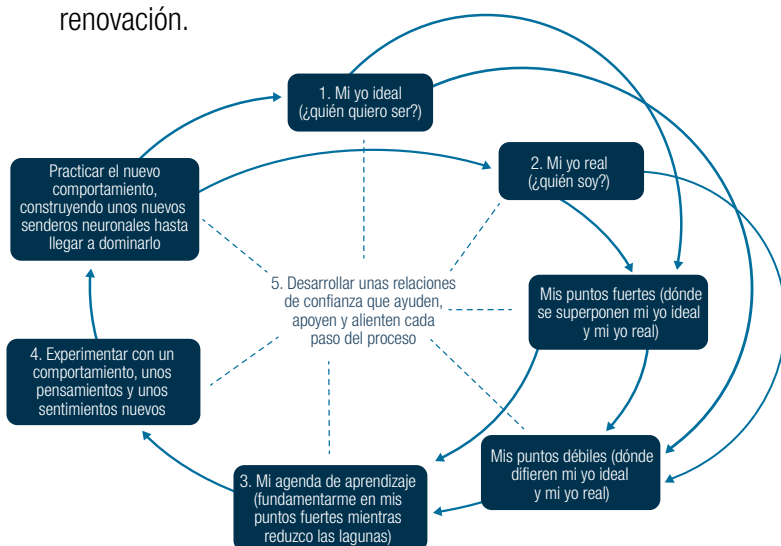 renovación.
1. Mi yo ideal
(¿quién quiero ser?)
2. Mi yo real
(¿quién soy?)
Practicar el nuevo
comportamiento,
construyendo unos nuevos
senderos neuronales hasta
llegar a dominarlo
5. Desarrollar unas relaciones
de confianza que ayuden,
apoyen y alienten cada
paso del proceso
Mis puntos fuertes (dónde
se superponen mi yo ideal
y mi yo real)
4. Experimentar con un
comportamiento, unos
pensamientos y unos
sentimientos nuevos
Mis puntos débiles (dónde
difieren mi yo ideal
y mi yo real)
3. Mi agenda de aprendizaje
(fundamentarme en mis
puntos fuertes mientras
reduzco las lagunas)